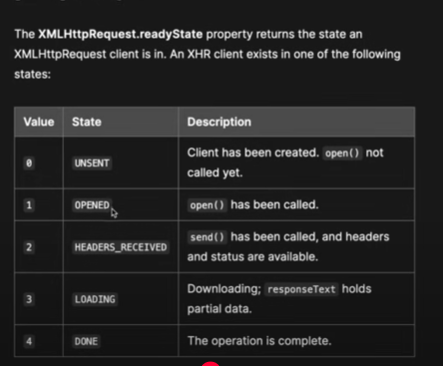 The XMLHttpRequest.readyState property returns the state an
XMLHttpRequest client is in. An XHR client exists in one of the following
states:
Value State Description
0 UNSENT Client has been created. open() not
called yet.
1 OPENED open() has been called.
2 HEADERS_RECEIVED send() has been called, and headers
and status are available.
3 LOADING Downloading; responseText holds
partial data.
4 DONE The operation is complete.